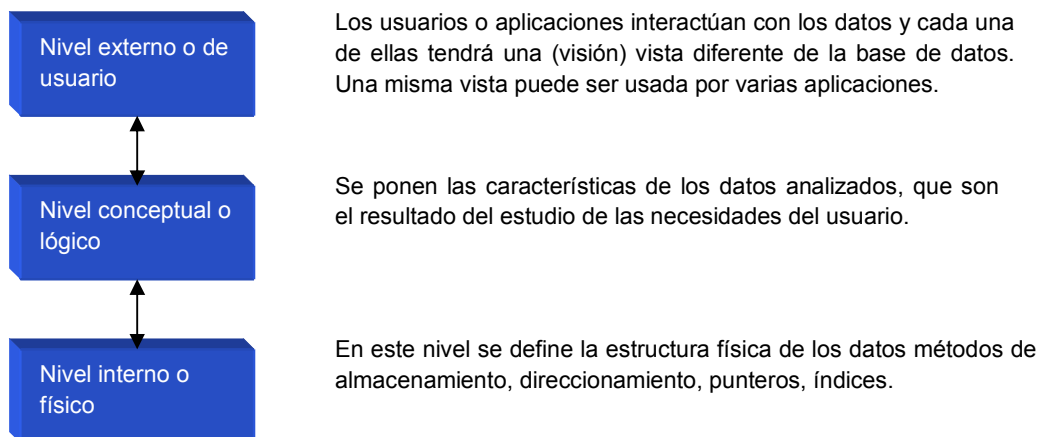 Nivel externo o de
usuario
Los usuarios o aplicaciones interactúan con los datos y cada una
de ellas tendrá una (visión) vista diferente de la base de datos.
Una misma vista puede ser usada por varias aplicaciones.
Nivel conceptual o
lógico
Se ponen las características de los datos analizados, que son
el resultado del estudio de las necesidades del usuario.
Nivel interno o
físico
En este nivel se define la estructura física de los datos métodos de
almacenamiento, direccionamiento, punteros, índices.